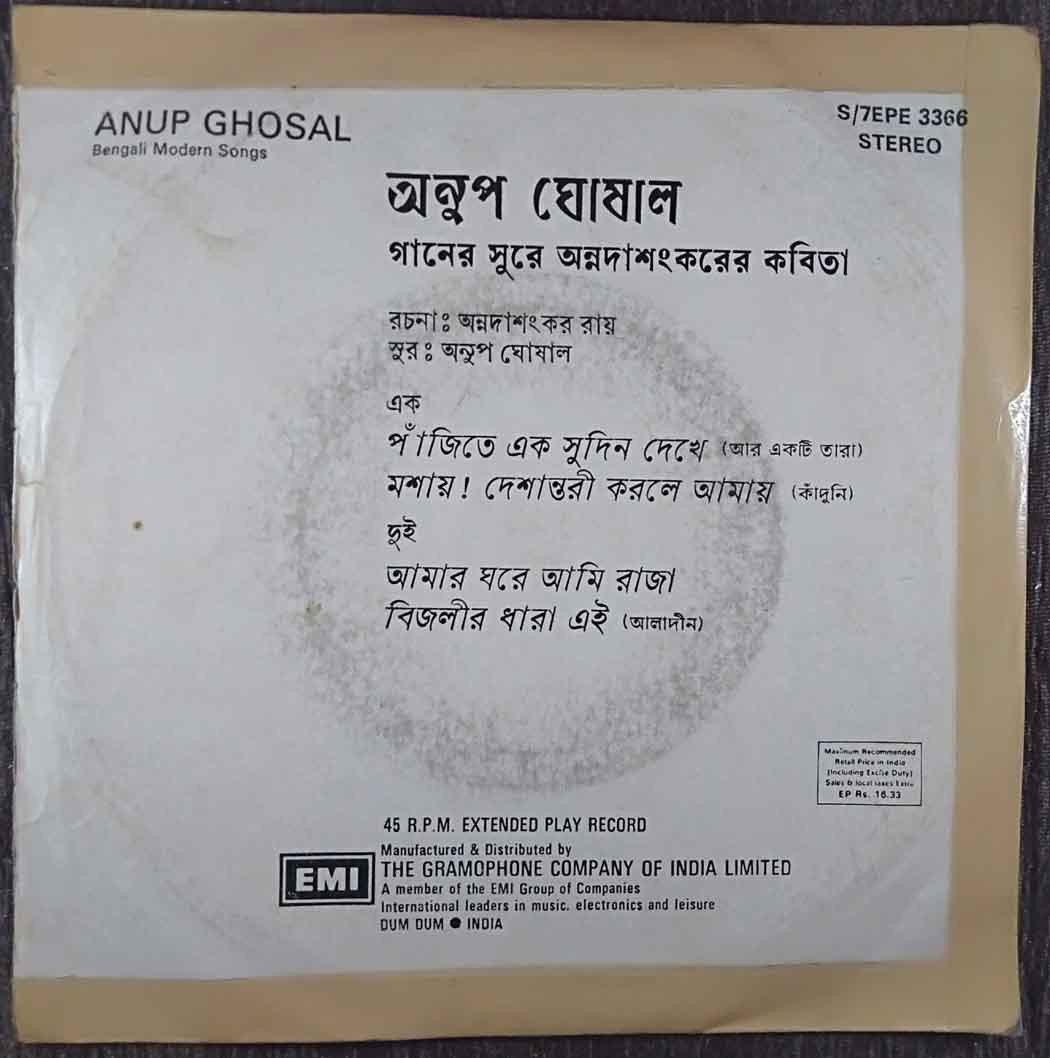 ANUP GHOSAL
Bengali Modern Songs
S/7EPE 3366
STEREO
অনুপ ঘোষাল
গানের সুরে অন্নদাশংকরের কবিতা
রচনাঃ অন্নদাশংকর রায়
সুরঃ অনুপ ঘোষাল
এক
পাঁজিতে এক সুদিন দেখে (আর একটি তারা)
মশায়! দেশান্তরী করলে আমায় (কাঁদুনি)
দুই
আমার ঘরে আমি রাজা
বিজলীর ধারা এই (আলাদীন)
Maximum Recommended
Retail Price in India
(Including Excise Duty)
Sales & local taxes Extra
EP Rs. 16.33
45 R.P.M. EXTENDED PLAY RECORD
EMI
Manufactured & Distributed by
THE GRAMOPHONE COMPANY OF INDIA LIMITED
A member of the EMI Group of Companies
International leaders in music, electronics and leisure
DUM DUM ● INDIA